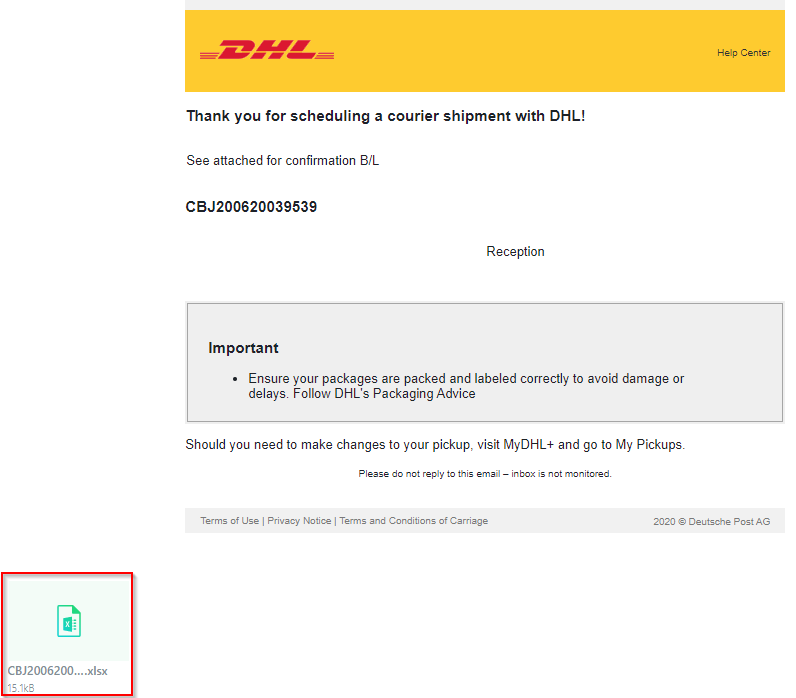 DHL
Help Center
Thank you for scheduling a courier shipment with DHL!
See attached for confirmation B/L
CBJ200620039539
Reception
Important
• Ensure your packages are packed and labeled correctly to avoid damage or
delays. Follow DHL's Packaging Advice
Should you need to make changes to your pickup, visit MyDHL+ and go to My Pickups.
Please do not reply to this email – inbox is not monitored.
Terms of Use | Privacy Notice | Terms and Conditions of Carriage
2020 © Deutsche Post AG
CBJ2006200....xlsx
15.1kB